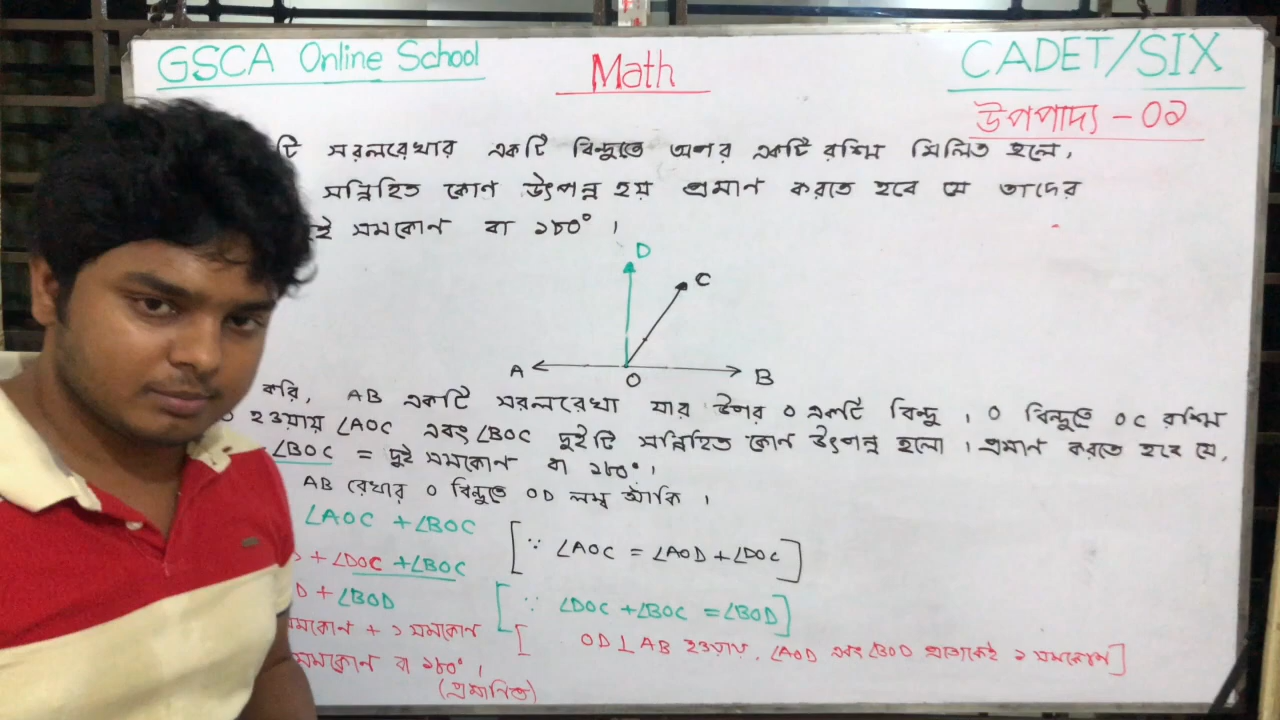 GSCA Online School
Math
CADET/SIX
উপপাদ্য - ০২
টি সরলরেখার একটি বিন্দুতে অপর একটি রশ্মি মিলিত হলে,
সন্নিহিত কোণ উৎপন্ন হয় প্রমাণ করতে হবে যে তাদের
ই সমকোণ বা ১৮০° ।
D
C
A
O
B
করি, AB একটি সরলরেখা যার উপর O একটি বিন্দু । O বিন্দুতে OC রশ্মি
হওয়ায় ∠AOC এবং ∠BOC দুইটি সন্নিহিত কোণ উৎপন্ন হলো । প্রমাণ করতে হবে যে,
∠BOC = দুই সমকোণ বা ১৮০° ।
AB রেখার O বিন্দুতে OD লম্ব আঁকি ।
∠AOC + ∠BOC
+ ∠DOC + ∠BOC [∵ ∠AOC = ∠AOD + ∠DOC]
D + ∠BOD [∵ ∠DOC + ∠BOC = ∠BOD]
সমকোণ + ১ সমকোণ [ OD⊥AB হওয়ায়, ∠AOD এবং ∠BOD প্রত্যেকেই ১ সমকোণ]
সমকোণ বা ১৮০° ।
(প্রমাণিত)